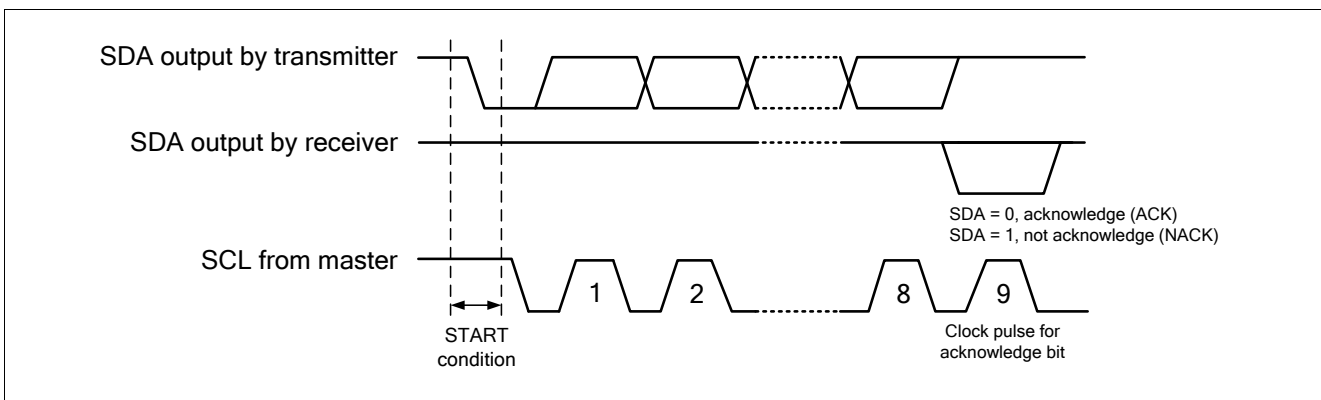 SDA output by transmitter
SDA output by receiver
SDA = 0, acknowledge (ACK)
SDA = 1, not acknowledge (NACK)
SCL from master
1
2
8
9
START
condition
Clock pulse for
acknowledge bit